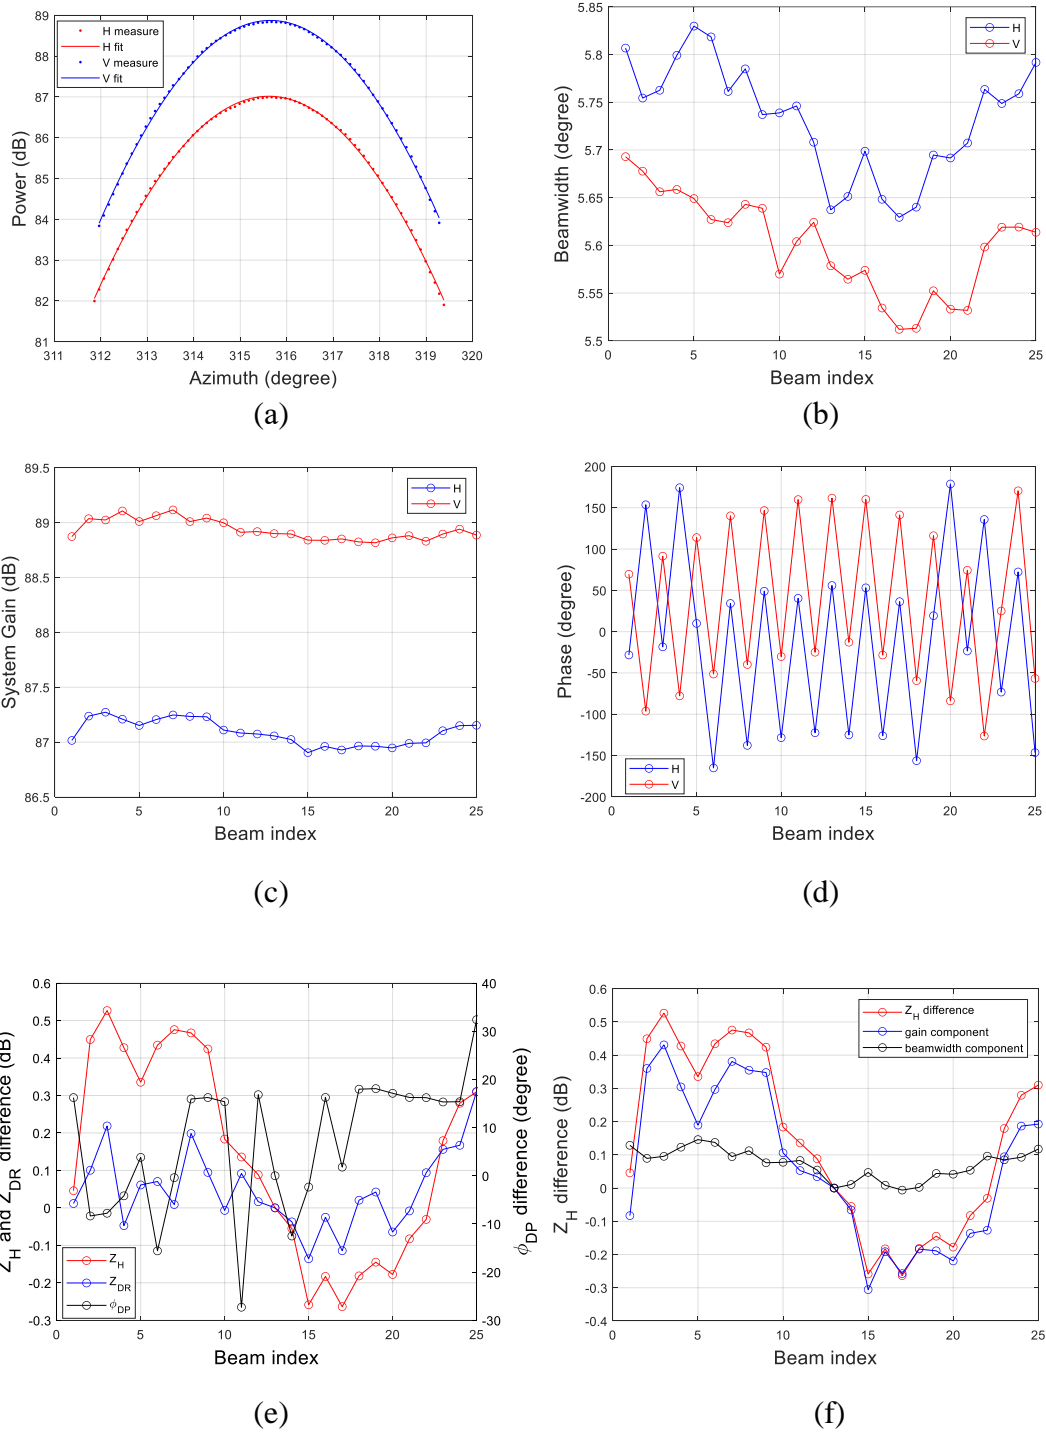 89
88
87
86
85
84
83
82
81
Power (dB)
H measure
H fit
V measure
V fit
311
312
313
314
315
316
317
318
319
320
Azimuth (degree)
(a)
5.85
5.8
5.75
5.7
5.65
5.6
5.55
5.5
Beamwidth (degree)
H
V
0
5
10
15
20
25
Beam index
(b)
89.5
89
88.5
88
87.5
87
86.5
System Gain (dB)
H
V
0
5
10
15
20
25
Beam index
(c)
200
150
100
50
0
-50
-100
-150
-200
Phase (degree)
H
V
0
5
10
15
20
25
Beam index
(d)
0.6
0.5
0.4
0.3
0.2
0.1
0
-0.1
-0.2
-0.3
Z_H and Z_DR difference (dB)
40
30
20
10
0
-10
-20
-30
ϕ_DP difference (degree)
Z_H
Z_DR
ϕ_DP
0
5
10
15
20
25
Beam index
(e)
0.6
0.5
0.4
0.3
0.2
0.1
0
-0.1
-0.2
-0.3
-0.4
Z_H difference (dB)
Z_H difference
gain component
beamwidth component
0
5
10
15
20
25
Beam index
(f)